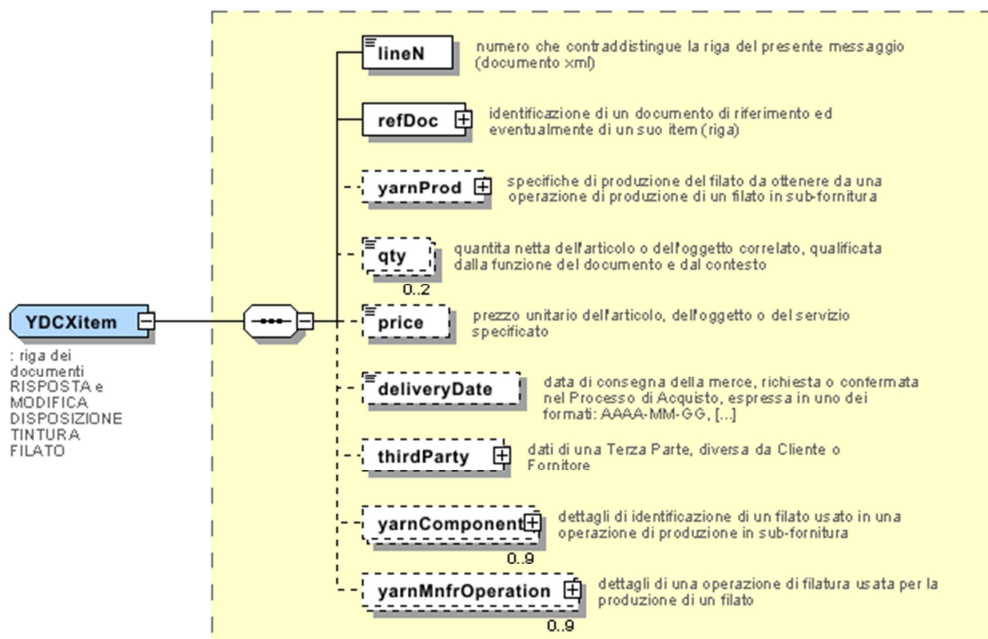 lineN
numero che contraddistingue la riga del presente messaggio
(documento xml)
refDoc
identificazione di un documento di riferimento ed
eventualmente di un suo item (riga)
yarnProd
specifiche di produzione del filato da ottenere da una
operazione di produzione di un filato in sub-fornitura
qty
0..2
quantita netta dell'articolo o dell'oggetto correlato, qualificata
dalla funzione del documento e dal contesto
YDCXitem
: riga dei
documenti
RISPOSTA e
MODIFICA
DISPOSIZIONE
TINTURA
FILATO
price
prezzo unitario dell'articolo, dell'oggetto o del servizio
specificato
deliveryDate
data di consegna della merce, richiesta o confermata
nel Processo di Acquisto, espressa in uno dei
formati: AAAA-MM-GG, [...]
thirdParty
dati di una Terza Parte, diversa da Cliente o
Fornitore
yarnComponent
0..9
dettagli di identificazione di un filato usato in una
operazione di produzione in sub-fornitura
yarnMnfrOperation
0..9
dettagli di una operazione di filatura usata per la
produzione di un filato